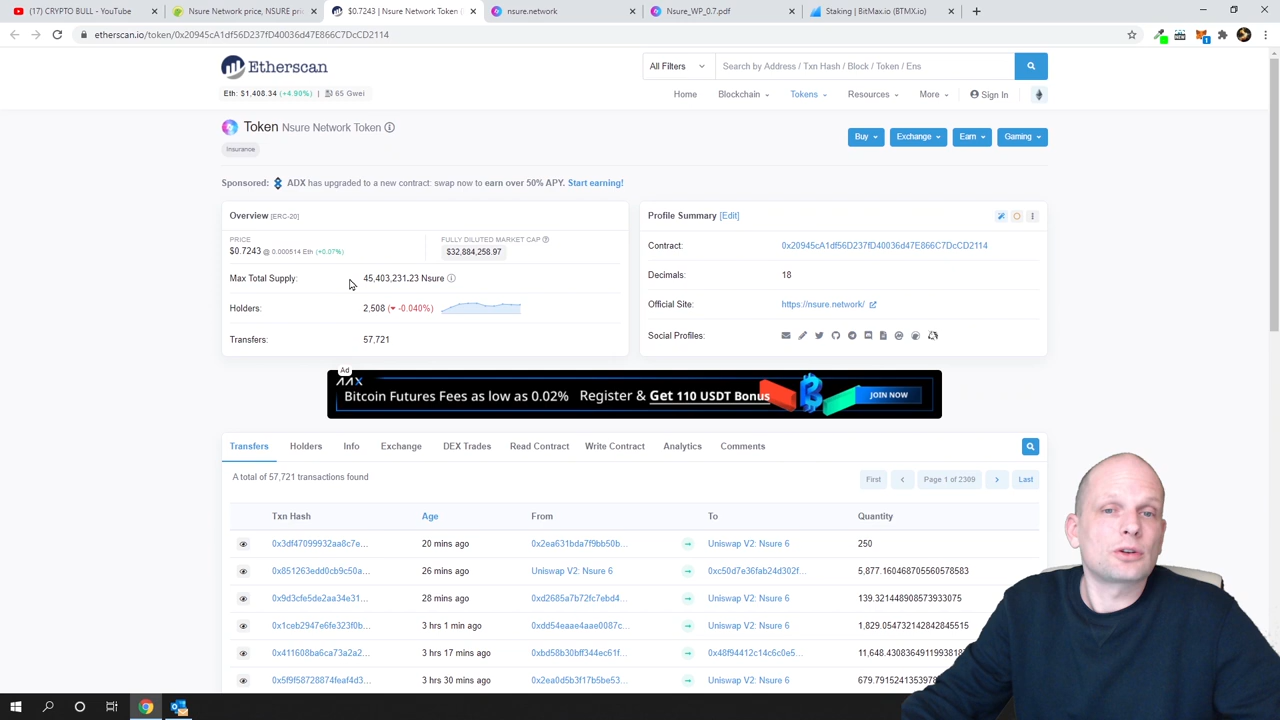 (17) CRYPTO BULL - YouTube
Nsure Network price, NSURE pri
$0.7243 | Nsure Network Token (
nsure.network
Nsure_WP_0.7.pdf
Staking | BitMax.io (BTMX.io)
etherscan.io/token/0x20945cA1df56D237fD40036d47E866C7DcCD2114
Etherscan
All Filters
Search by Address / Txn Hash / Block / Token / Ens
Eth: $1,408.34 (+4.90%) | 65 Gwei
Home Blockchain Tokens Resources More Sign In
Token Nsure Network Token
Insurance
Buy Exchange Earn Gaming
Sponsored: ADX has upgraded to a new contract: swap now to earn over 50% APY. Start earning!
Overview [ERC-20]
PRICE
$0.7243 @ 0.000514 Eth (+0.07%)
FULLY DILUTED MARKET CAP
$32,884,258.97
Max Total Supply: 45,403,231.23 Nsure
Holders: 2,508 (-0.040%)
Transfers: 57,721
Profile Summary [Edit]
Contract: 0x20945cA1df56D237fD40036d47E866C7DcCD2114
Decimals: 18
Official Site: https://nsure.network/
Social Profiles:
Ad
AAX
Bitcoin Futures Fees as low as 0.02% Register & Get 110 USDT Bonus
JOIN NOW
Transfers Holders Info Exchange DEX Trades Read Contract Write Contract Analytics Comments
A total of 57,721 transactions found
First Page 1 of 2309 Last
Txn Hash Age From To Quantity
0x3df47099932aa8c7e... 20 mins ago 0x2ea631bda7f9bb50b... Uniswap V2: Nsure 6 250
0x851263edd0cb9c50a... 26 mins ago Uniswap V2: Nsure 6 0xc50d7e36fab24d302f... 5,877.160468705560578583
0x9d3cfe5de2aa34e31... 28 mins ago 0xd2685a7b72fc7ebd4... Uniswap V2: Nsure 6 139.321448908573933075
0x1ceb2947e6fe323f0b... 3 hrs 1 min ago 0xdd54eaae4aae0087c... Uniswap V2: Nsure 6 1,829.054732142842845515
0x411608ba6ca73a2a2... 3 hrs 17 mins ago 0xbd58b30bff344ec61f... 0x48f94412c14c6c0e5...
0x5f9f58728874feaf4d3... 3 hrs 30 mins ago 0x2ea0d5b3f17b5be53... Uniswap V2: Nsure 6